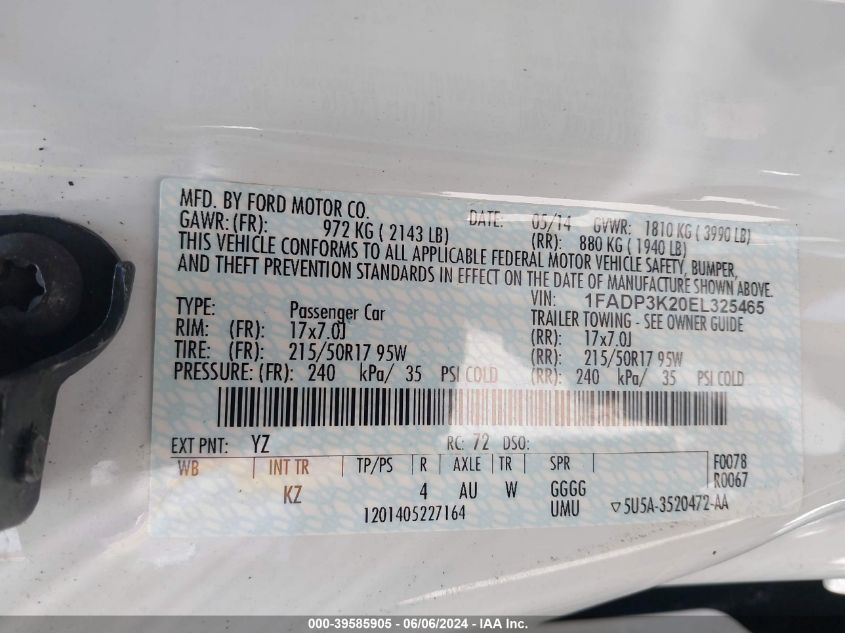 MFD. BY FORD MOTOR CO. DATE: 05/14 GVWR: 1810 KG ( 3990 LB)
GAWR: (FR): 972 KG ( 2143 LB) (RR): 880 KG ( 1940 LB)
THIS VEHICLE CONFORMS TO ALL APPLICABLE FEDERAL MOTOR VEHICLE SAFETY, BUMPER,
AND THEFT PREVENTION STANDARDS IN EFFECT ON THE DATE OF MANUFACTURE SHOWN ABOVE.
VIN: 1FADP3K20EL325465
TYPE: Passenger Car TRAILER TOWING - SEE OWNER GUIDE
RIM: (FR): 17x7.0J (RR): 17x7.0J
TIRE: (FR): 215/50R17 95W (RR): 215/50R17 95W
PRESSURE: (FR): 240 kPa/ 35 PSI COLD (RR): 240 kPa/ 35 PSI COLD
EXT PNT: YZ RC: 72 DSO: F0078
WB INT TR TP/PS R AXLE TR SPR R0067
KZ 4 AU W GGGG
1201405227164 UMU ▽5U5A-3520472-AA
000-39585905 - 06/06/2024 - IAA Inc.